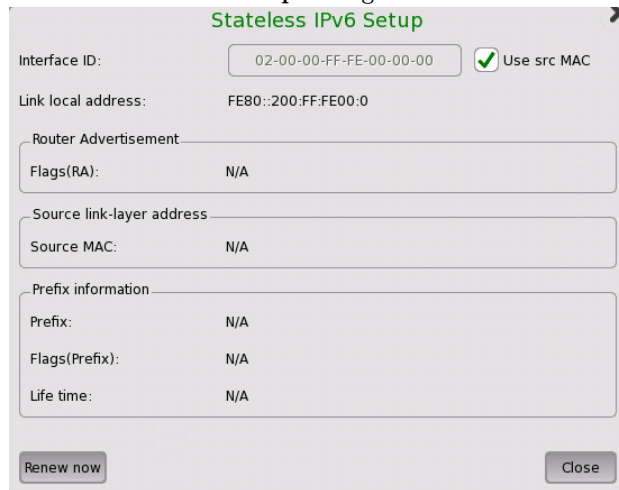 Stateless IPv6 Setup
Interface ID: 02-00-00-FF-FE-00-00-00 Use src MAC
Link local address: FE80::200:FF:FE00:0
Router Advertisement
Flags(RA): N/A
Source link-layer address
Source MAC: N/A
Prefix information
Prefix: N/A
Flags(Prefix): N/A
Life time: N/A
Renew now Close